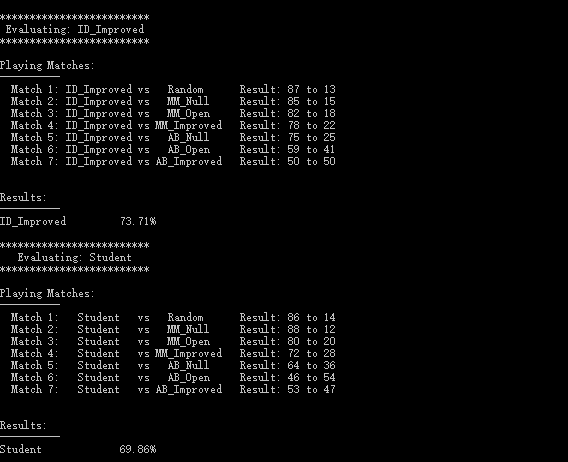 *************************
Evaluating: ID_Improved
*************************
Playing Matches:
----------
Match 1: ID_Improved vs Random Result: 87 to 13
Match 2: ID_Improved vs MM_Null Result: 85 to 15
Match 3: ID_Improved vs MM_Open Result: 82 to 18
Match 4: ID_Improved vs MM_Improved Result: 78 to 22
Match 5: ID_Improved vs AB_Null Result: 75 to 25
Match 6: ID_Improved vs AB_Open Result: 59 to 41
Match 7: ID_Improved vs AB_Improved Result: 50 to 50
Results:
----------
ID_Improved 73.71%
*************************
Evaluating: Student
*************************
Playing Matches:
----------
Match 1: Student vs Random Result: 86 to 14
Match 2: Student vs MM_Null Result: 88 to 12
Match 3: Student vs MM_Open Result: 80 to 20
Match 4: Student vs MM_Improved Result: 72 to 28
Match 5: Student vs AB_Null Result: 64 to 36
Match 6: Student vs AB_Open Result: 46 to 54
Match 7: Student vs AB_Improved Result: 53 to 47
Results:
----------
Student 69.86%